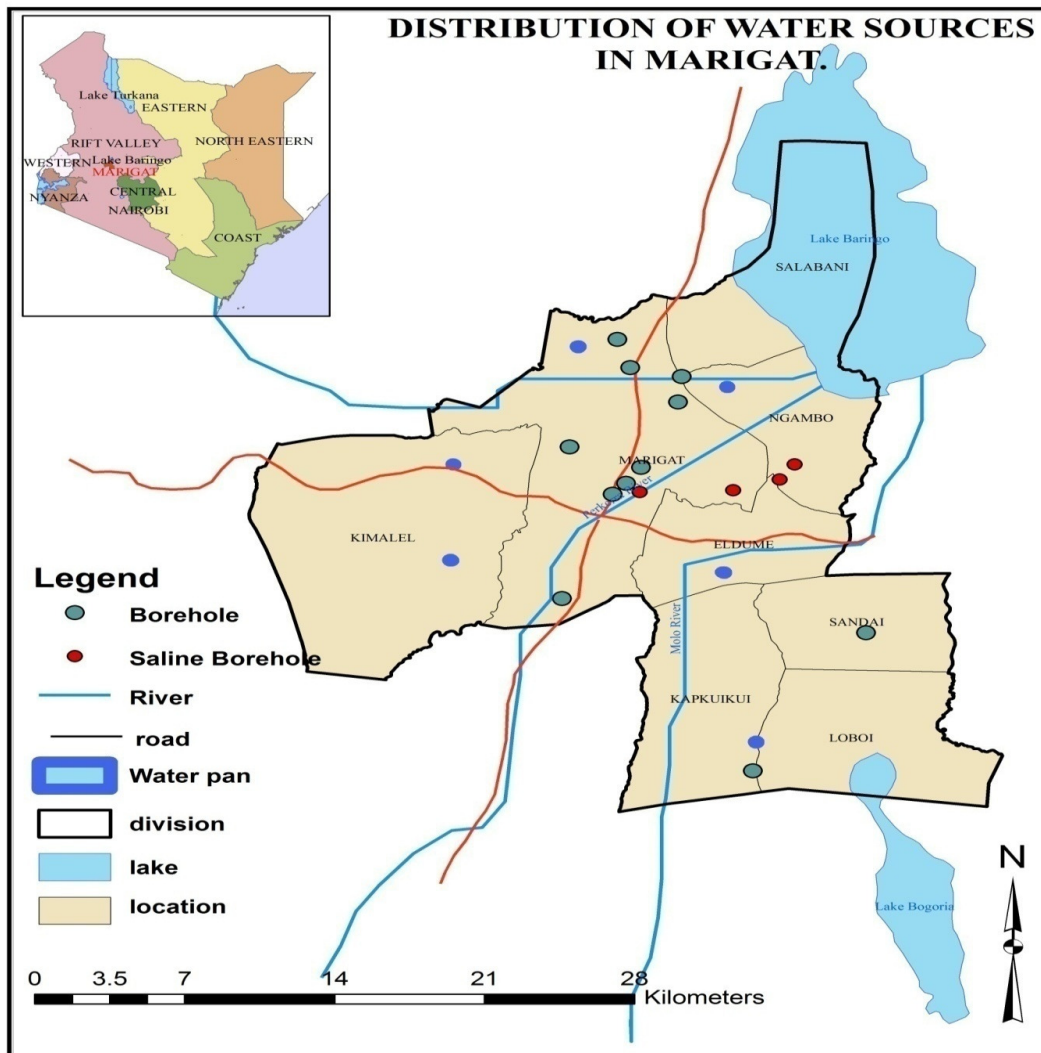 DISTRIBUTION OF WATER SOURCES
IN MARIGAT.
Lake Turkana
EASTERN
NORTH EASTERN
RIFT VALLEY
WESTERN
Lake Baringo
MARIGAT
NYANZA
CENTRAL
NAIROBI
COAST
Lake Baringo
SALABANI
NGAMBO
MARIGAT
River
KIMALEL
ELDUME
Molo River
SANDAI
KAPKUIKUI
LOBOI
Lake Bogoria
Legend
Borehole
Saline Borehole
River
road
Water pan
division
lake
location
N
0 3.5 7 14 21 28
Kilometers